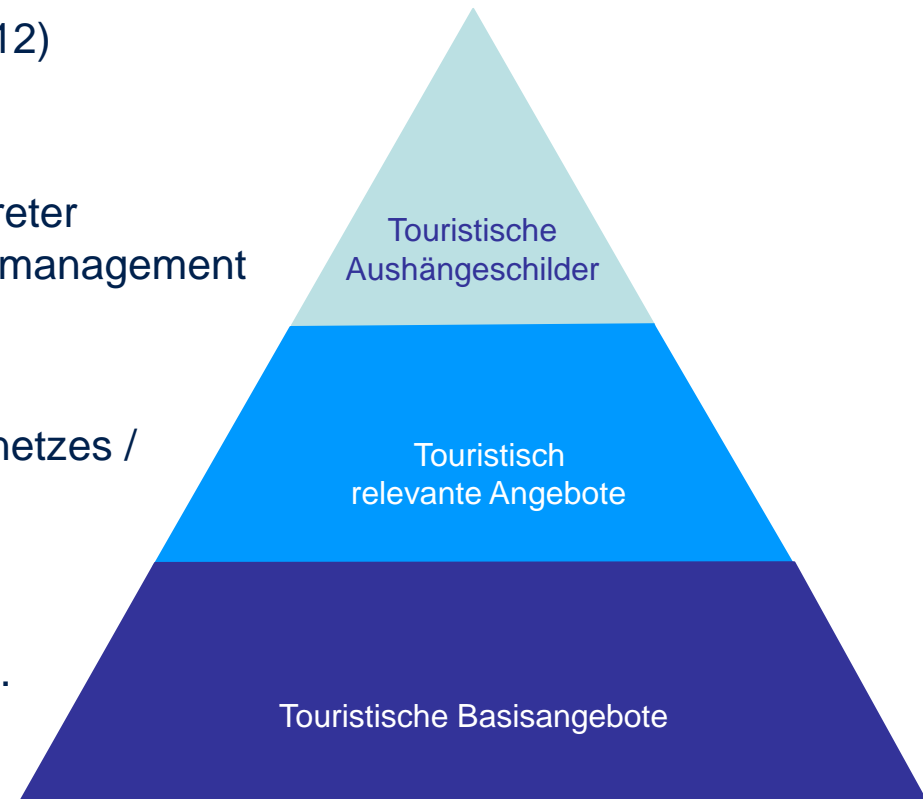 12)
reter
management
netzes /
.
Touristische
Aushängeschilder
Touristisch
relevante Angebote
Touristische Basisangebote